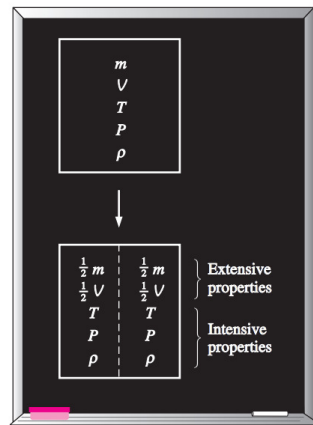 m
V
T
P
ρ
1/2 m 1/2 m
1/2 V 1/2 V
Extensive
properties
T T
P P
ρ ρ
Intensive
properties